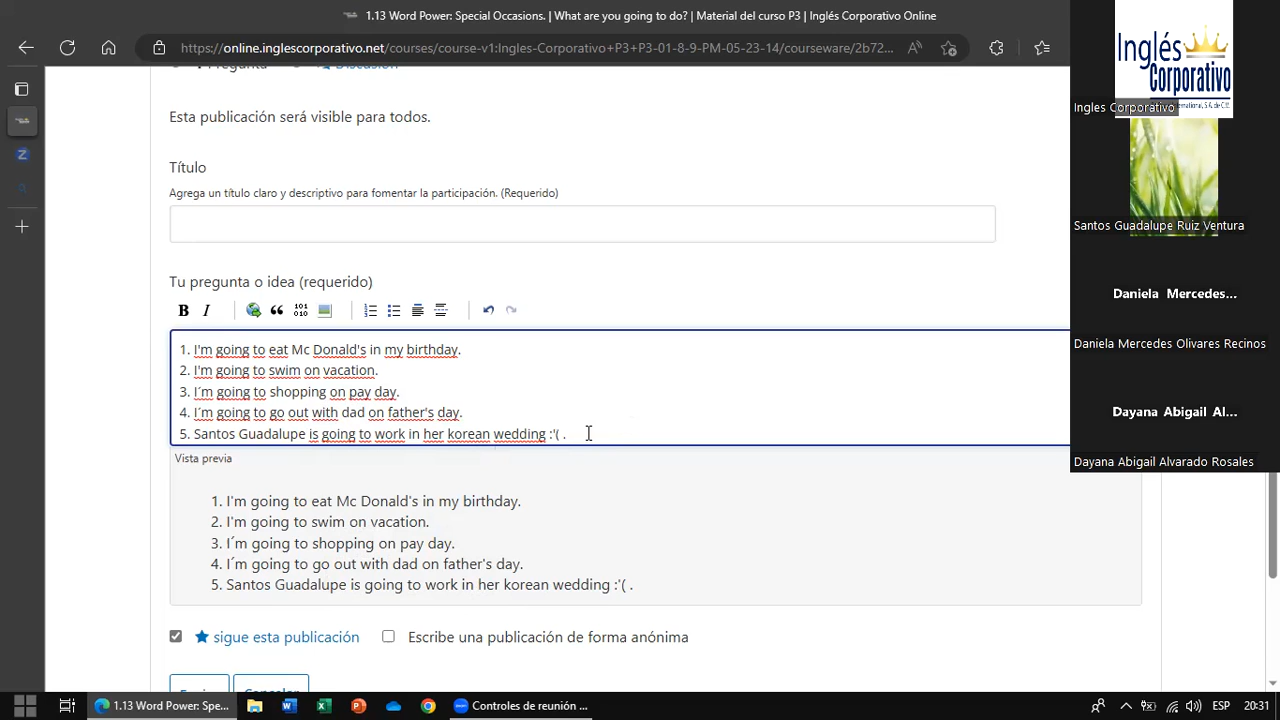 1.13 Word Power: Special Occasions. | What are you going to do? | Material del curso P3 | Inglés Corporativo Online
https://online.inglescorporativo.net/courses/course-v1:Ingles-Corporativo+P3+P3-01-8-9-PM-05-23-14/courseware/2b72...
Esta publicación será visible para todos.
Título
Agrega un título claro y descriptivo para fomentar la participación. (Requerido)
Tu pregunta o idea (requerido)
B I
1. I'm going to eat Mc Donald's in my birthday.
2. I'm going to swim on vacation.
3. I´m going to shopping on pay day.
4. I´m going to go out with dad on father's day.
5. Santos Guadalupe is going to work in her korean wedding :'( .
Vista previa
1. I'm going to eat Mc Donald's in my birthday.
2. I'm going to swim on vacation.
3. I´m going to shopping on pay day.
4. I´m going to go out with dad on father's day.
5. Santos Guadalupe is going to work in her korean wedding :'( .
sigue esta publicación
Escribe una publicación de forma anónima
Cancelar
Inglés
Corporativo
Ingles Corporativo
Santos Guadalupe Ruiz Ventura
Daniela Mercedes...
Daniela Mercedes Olivares Recinos
Dayana Abigail Al...
Dayana Abigail Alvarado Rosales
1.13 Word Power: Spe...
Controles de reunión ...
ESP
20:31